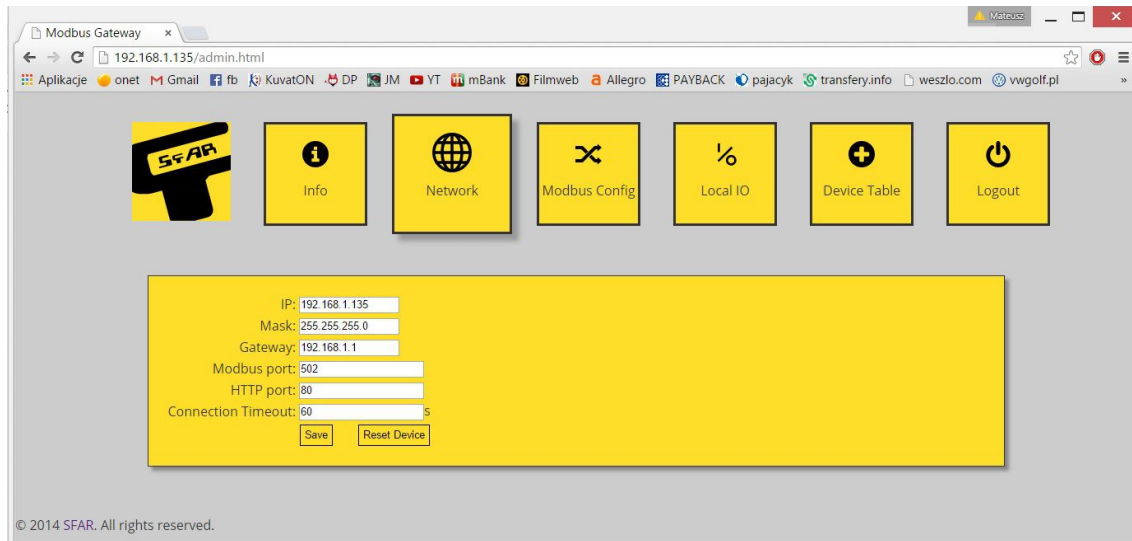 Mateusz
Modbus Gateway
192.168.1.135/admin.html
Aplikacje onet Gmail fb KuvatON DP JM YT mBank Filmweb Allegro PAYBACK pajacyk transfery.info weszlo.com vwgolf.pl »
SFAR
Info Network Modbus Config Local IO Device Table Logout
IP: 192.168.1.135
Mask: 255.255.255.0
Gateway: 192.168.1.1
Modbus port: 502
HTTP port: 80
Connection Timeout: 60 s
Save Reset Device
© 2014 SFAR. All rights reserved.